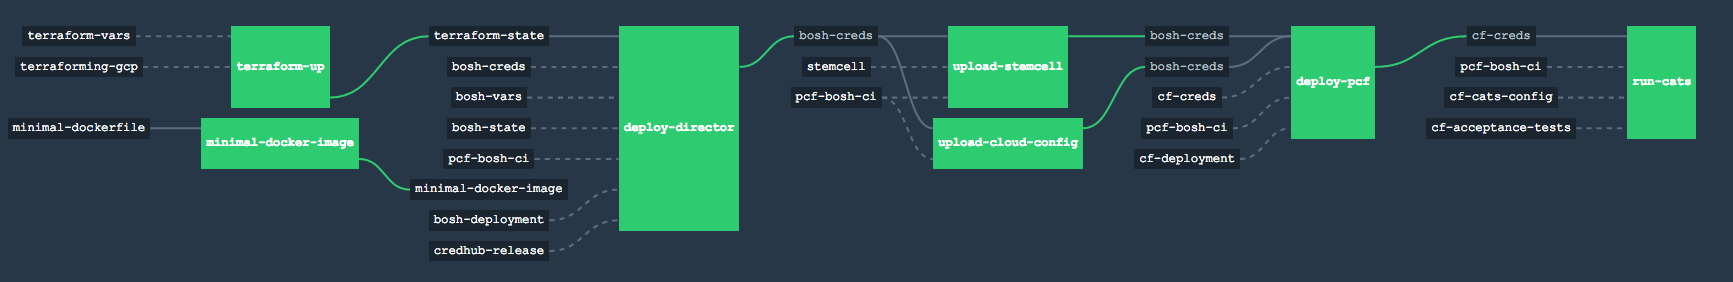 terraform-vars
terraforming-gcp
terraform-up
minimal-dockerfile
minimal-docker-image
terraform-state
bosh-creds
bosh-vars
bosh-state
pcf-bosh-ci
minimal-docker-image
bosh-deployment
credhub-release
deploy-director
bosh-creds
stemcell
pcf-bosh-ci
upload-stemcell
upload-cloud-config
bosh-creds
bosh-creds
cf-creds
pcf-bosh-ci
cf-deployment
deploy-pcf
cf-creds
pcf-bosh-ci
cf-cats-config
cf-acceptance-tests
run-cats